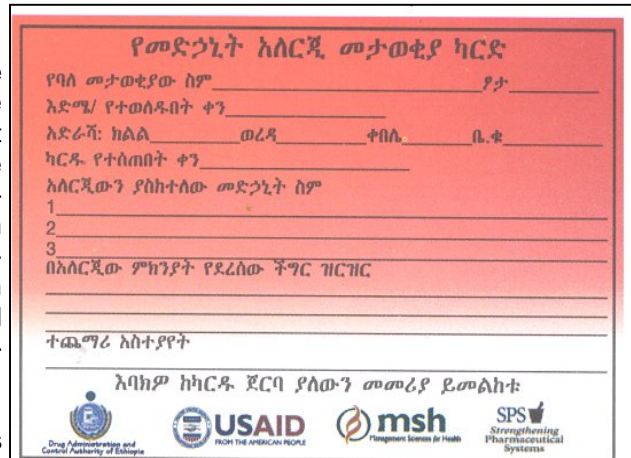 የመድኃኒት አለርጂ መታወቂያ ካርድ
የባለ መታወቂያው ስም ፆታ
እድሜ/ የተወለዱበት ቀን
አድራሻ: ክልል ወረዳ ቀበሌ ቤ.ቁ
ካርዱ የተሰጠበት ቀን
አለርጂውን ያስከተለው መድኃኒት ስም
1
2
3
በአለርጂው ምክንያት የደረሰው ችግር ዝርዝር
ተጨማሪ አስተያየት
እባክዎ ከካርዱ ጀርባ ያለውን መመሪያ ይመልከቱ
Drug Administration and
Control Authority of Ethiopia
USAID
FROM THE AMERICAN PEOPLE
msh
Management Sciences for Health
SPS
Strengthening
Pharmaceutical
Systems